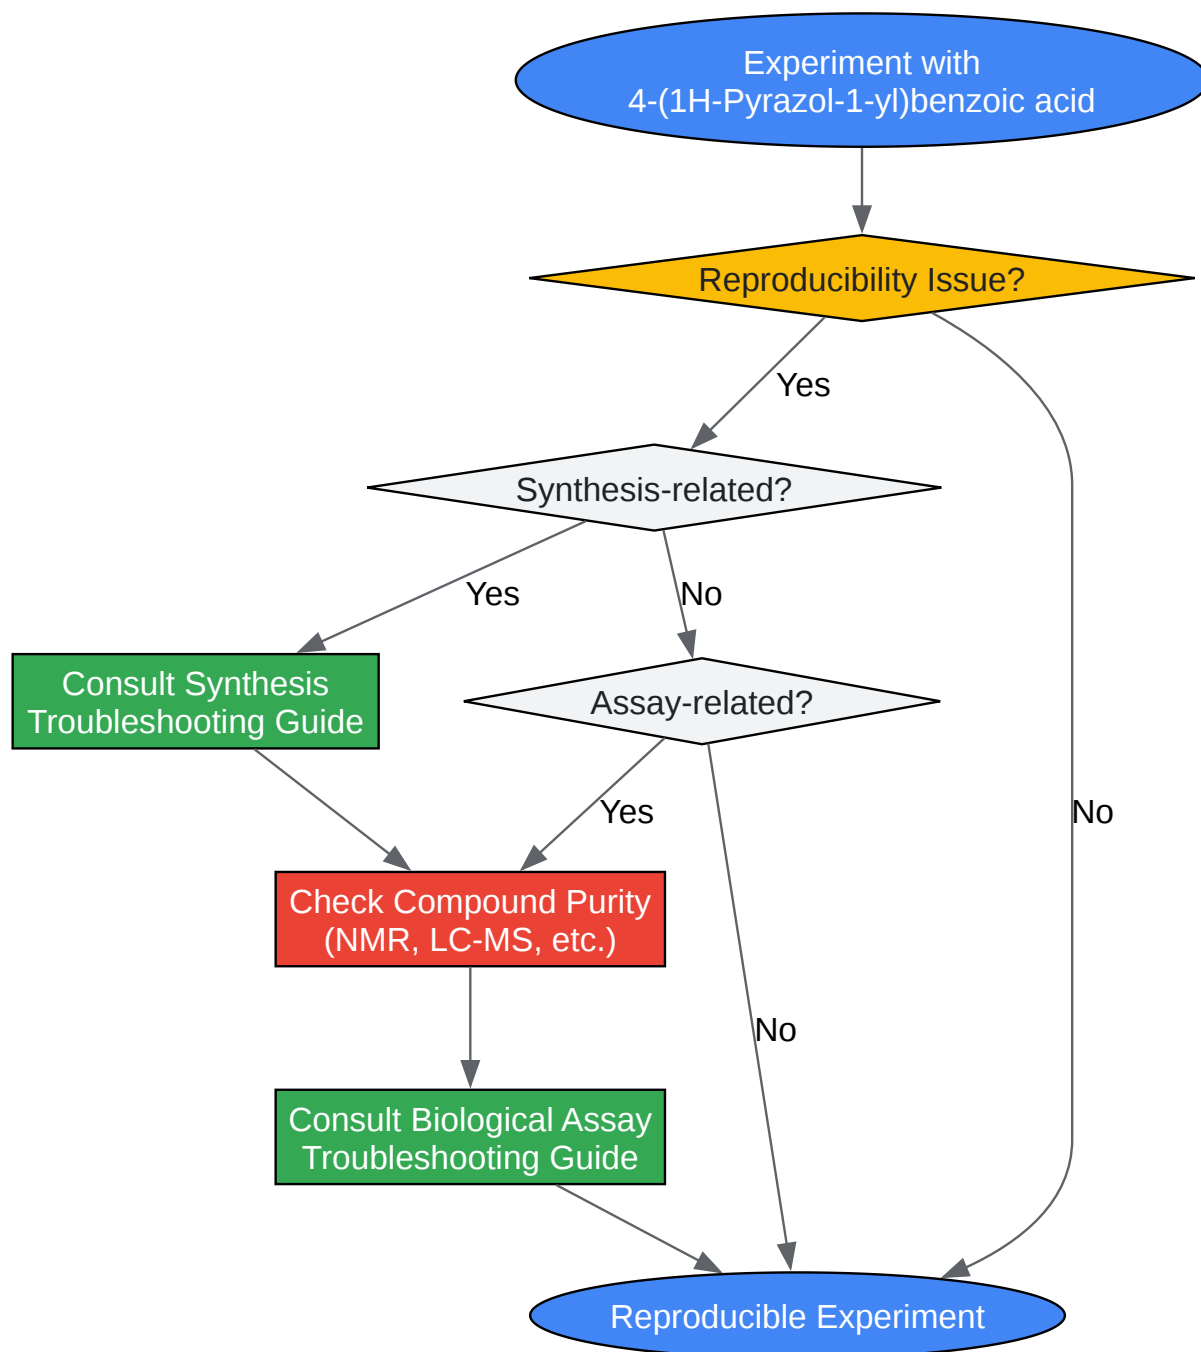 Experiment with
4-(1H-Pyrazol-1-yl)benzoic acid
Reproducibility Issue?
Yes
Synthesis-related?
Yes
No
Consult Synthesis
Troubleshooting Guide
Assay-related?
Yes
No
Check Compound Purity
(NMR, LC-MS, etc.)
No
Consult Biological Assay
Troubleshooting Guide
Reproducible Experiment